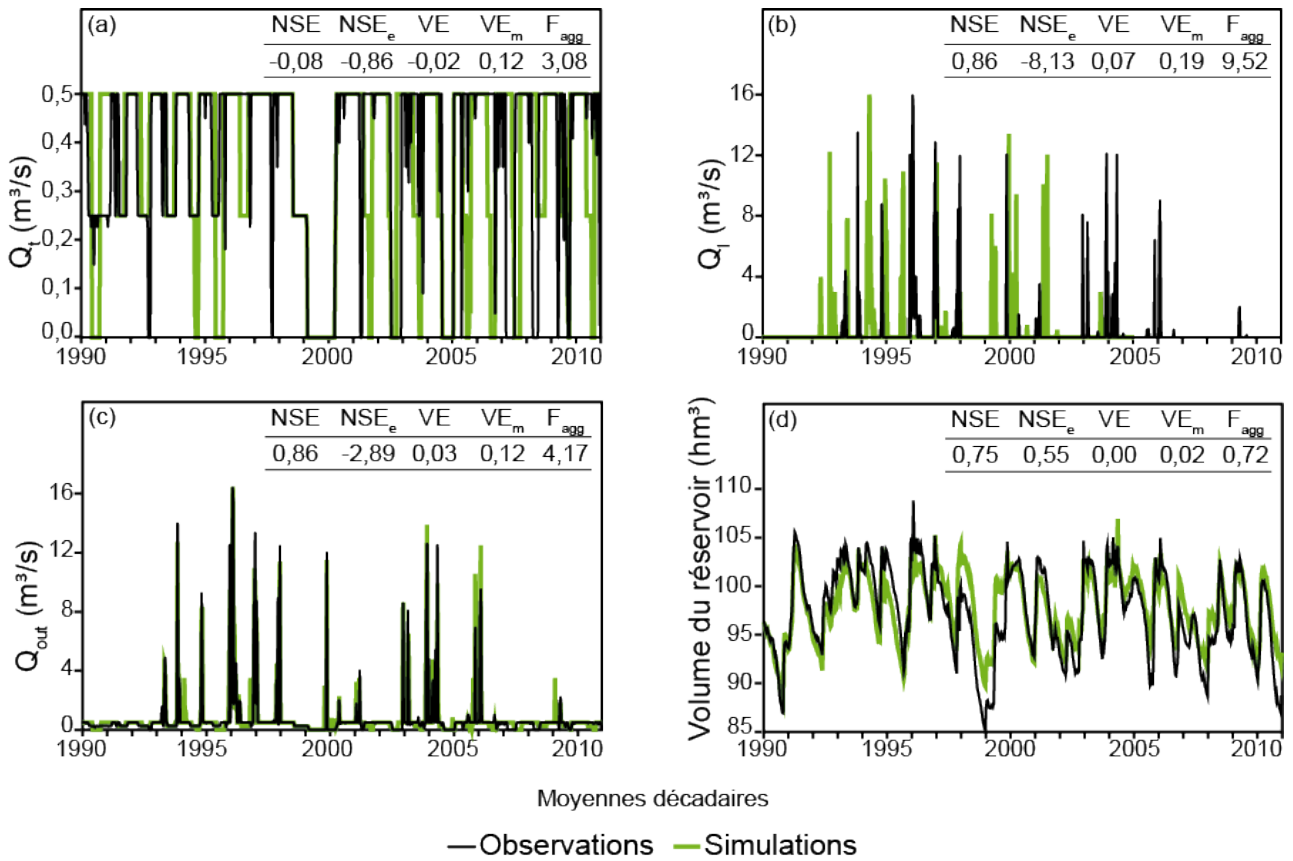 (a)
NSE NSEe VE VEm Fagg
-0,08 -0,86 -0,02 0,12 3,08
Qt (m³/s)
0,5
0,4
0,3
0,2
0,1
0,0
1990 1995 2000 2005 2010
(b)
NSE NSEe VE VEm Fagg
0,86 -8,13 0,07 0,19 9,52
Ql (m³/s)
16
12
8
4
0
1990 1995 2000 2005 2010
(c)
NSE NSEe VE VEm Fagg
0,86 -2,89 0,03 0,12 4,17
Qout (m³/s)
16
12
8
4
0
1990 1995 2000 2005 2010
(d)
NSE NSEe VE VEm Fagg
0,75 0,55 0,00 0,02 0,72
Volume du réservoir (hm³)
110
105
100
95
90
85
1990 1995 2000 2005 2010
Moyennes décadaires
Observations Simulations